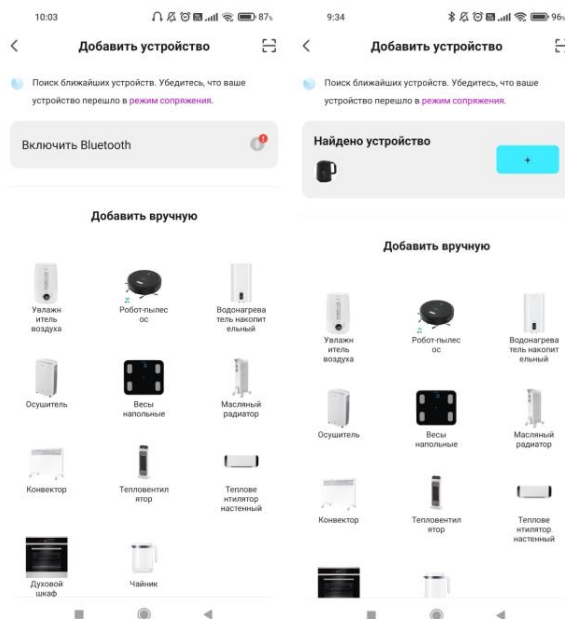 10:03
87%
Добавить устройство
Поиск ближайших устройств. Убедитесь, что ваше
устройство перешло в режим сопряжения.
Включить Bluetooth
Добавить вручную
Увлажн
итель
воздуха
Робот-пылес
ос
Водонагрева
тель накопит
ельный
Осушитель
Весы
напольные
Масляный
радиатор
Конвектор
Тепловентил
ятор
Теплове
нтилятор
настенный
Духовой
шкаф
Чайник
9:34
96%
Добавить устройство
Поиск ближайших устройств. Убедитесь, что ваше
устройство перешло в режим сопряжения.
Найдено устройство
+
Добавить вручную
Увлажн
итель
воздуха
Робот-пылес
ос
Водонагрева
тель накопит
ельный
Осушитель
Весы
напольные
Масляный
радиатор
Конвектор
Тепловентил
ятор
Теплове
нтилятор
настенный